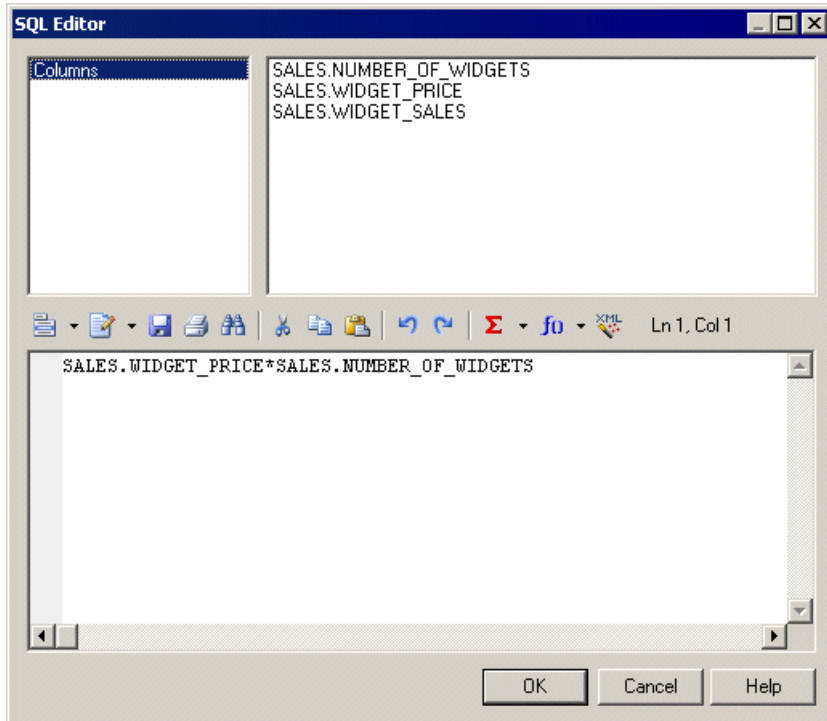 SQL Editor
Columns
SALES.NUMBER_OF_WIDGETS
SALES.WIDGET_PRICE
SALES.WIDGET_SALES
Σ f() XML Ln 1, Col 1
SALES.WIDGET_PRICE*SALES.NUMBER_OF_WIDGETS
OK Cancel Help